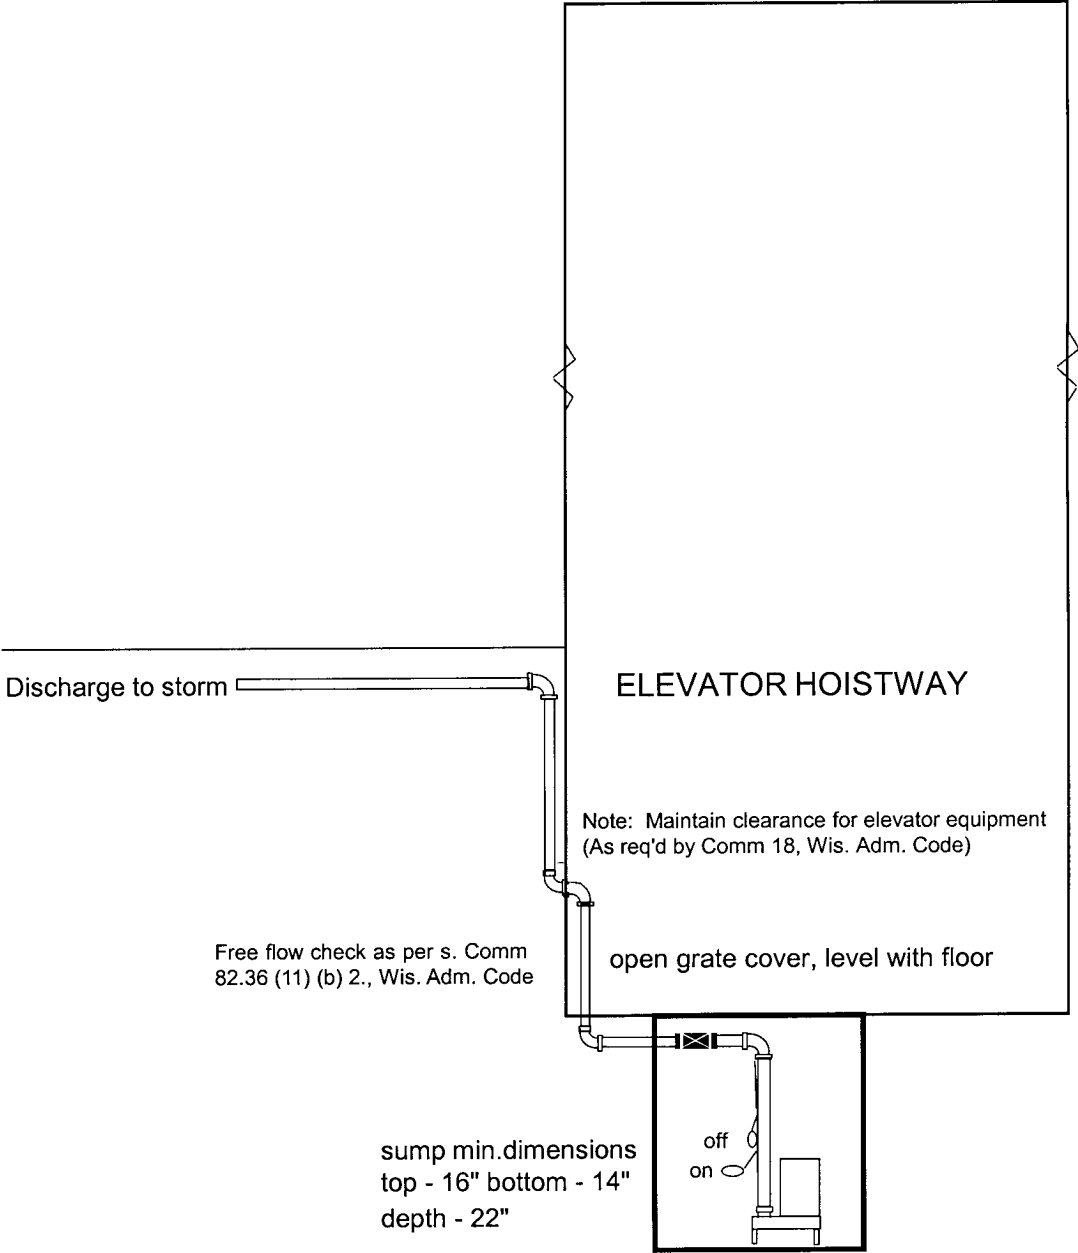 Discharge to storm
ELEVATOR HOISTWAY
Note: Maintain clearance for elevator equipment
(As req'd by Comm 18, Wis. Adm. Code)
Free flow check as per s. Comm
82.36 (11) (b) 2., Wis. Adm. Code
open grate cover, level with floor
off
on
sump min.dimensions
top - 16" bottom - 14"
depth - 22"